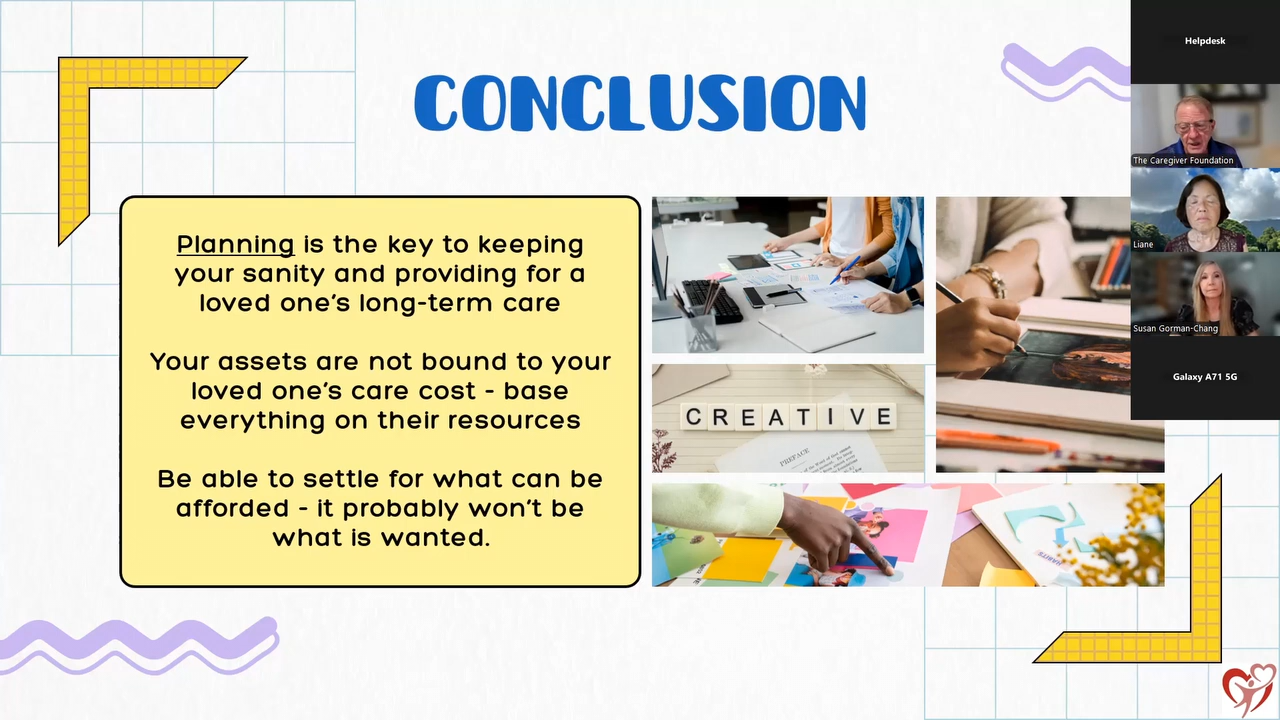 CONCLUSION
Planning is the key to keeping
your sanity and providing for a
loved one's long-term care
Your assets are not bound to your
loved one's care cost - base
everything on their resources
Be able to settle for what can be
afforded - it probably won't be
what is wanted.
CREATIVE
PREFACE
Helpdesk
The Caregiver Foundation
Liane
Susan Gorman-Chang
Galaxy A71 5G